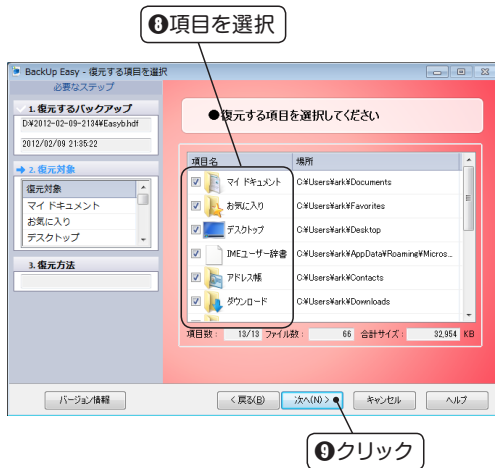 ❽項目を選択
BackUp Easy - 復元する項目を選択
必要なステップ
1. 復元するバックアップ
D:¥2012-02-09-2134¥Easyb.hdf
2012/02/09 21:35:22
2. 復元対象
復元対象
マイ ドキュメント
お気に入り
デスクトップ
3. 復元方法
●復元する項目を選択してください
項目名 場所
マイ ドキュメント C:¥Users¥ark¥Documents
お気に入り C:¥Users¥ark¥Favorites
デスクトップ C:¥Users¥ark¥Desktop
IMEユーザー辞書 C:¥Users¥ark¥AppData¥Roaming¥Micros...
アドレス帳 C:¥Users¥ark¥Contacts
ダウンロード C:¥Users¥ark¥Downloads
項目数: 13/13 ファイル数: 66 合計サイズ: 32,954 KB
バージョン情報 < 戻る(B) 次へ(N) > キャンセル ヘルプ
❾クリック